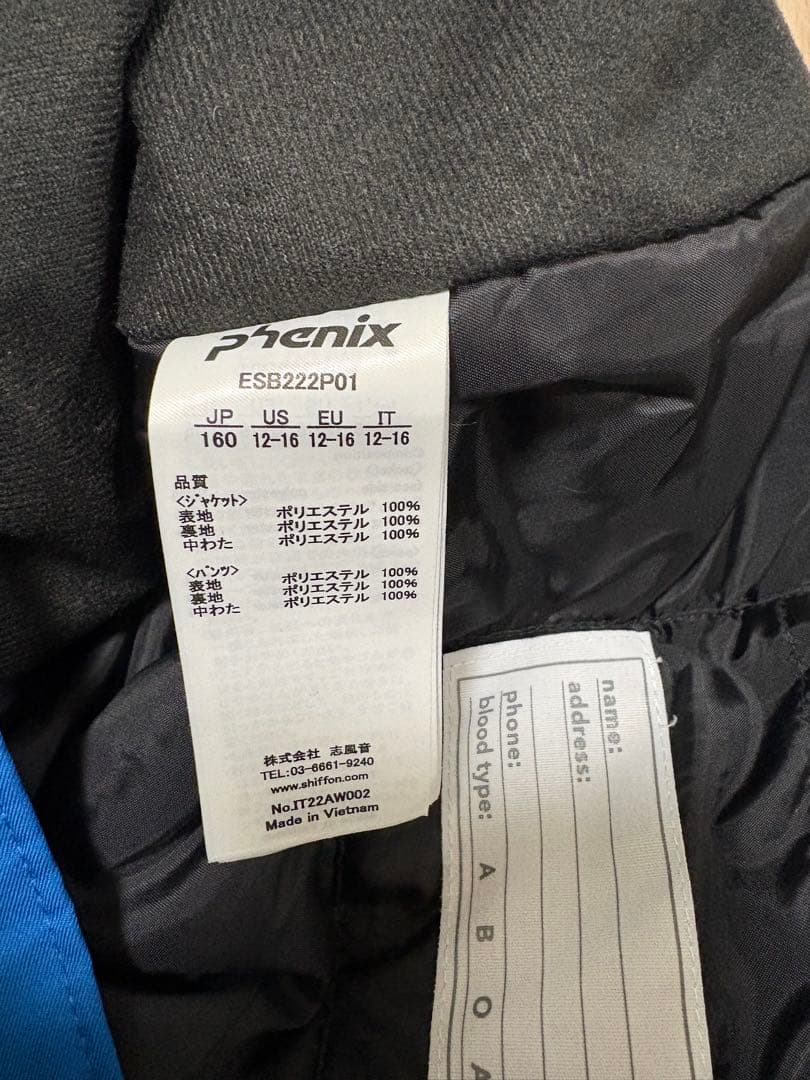 phenix
ESB222P01
JP US EU IT
160 12-16 12-16 12-16
品質
<ジャケット>
表地 ポリエステル 100%
裏地 ポリエステル 100%
中わた ポリエステル 100%
<パンツ>
表地 ポリエステル 100%
裏地 ポリエステル 100%
中わた ポリエステル 100%
株式会社 志風音
TEL:03-6661-9240
www.shiffon.com
No.IT22AW002
Made in Vietnam
name:
address:
phone:
blood type: A B O A